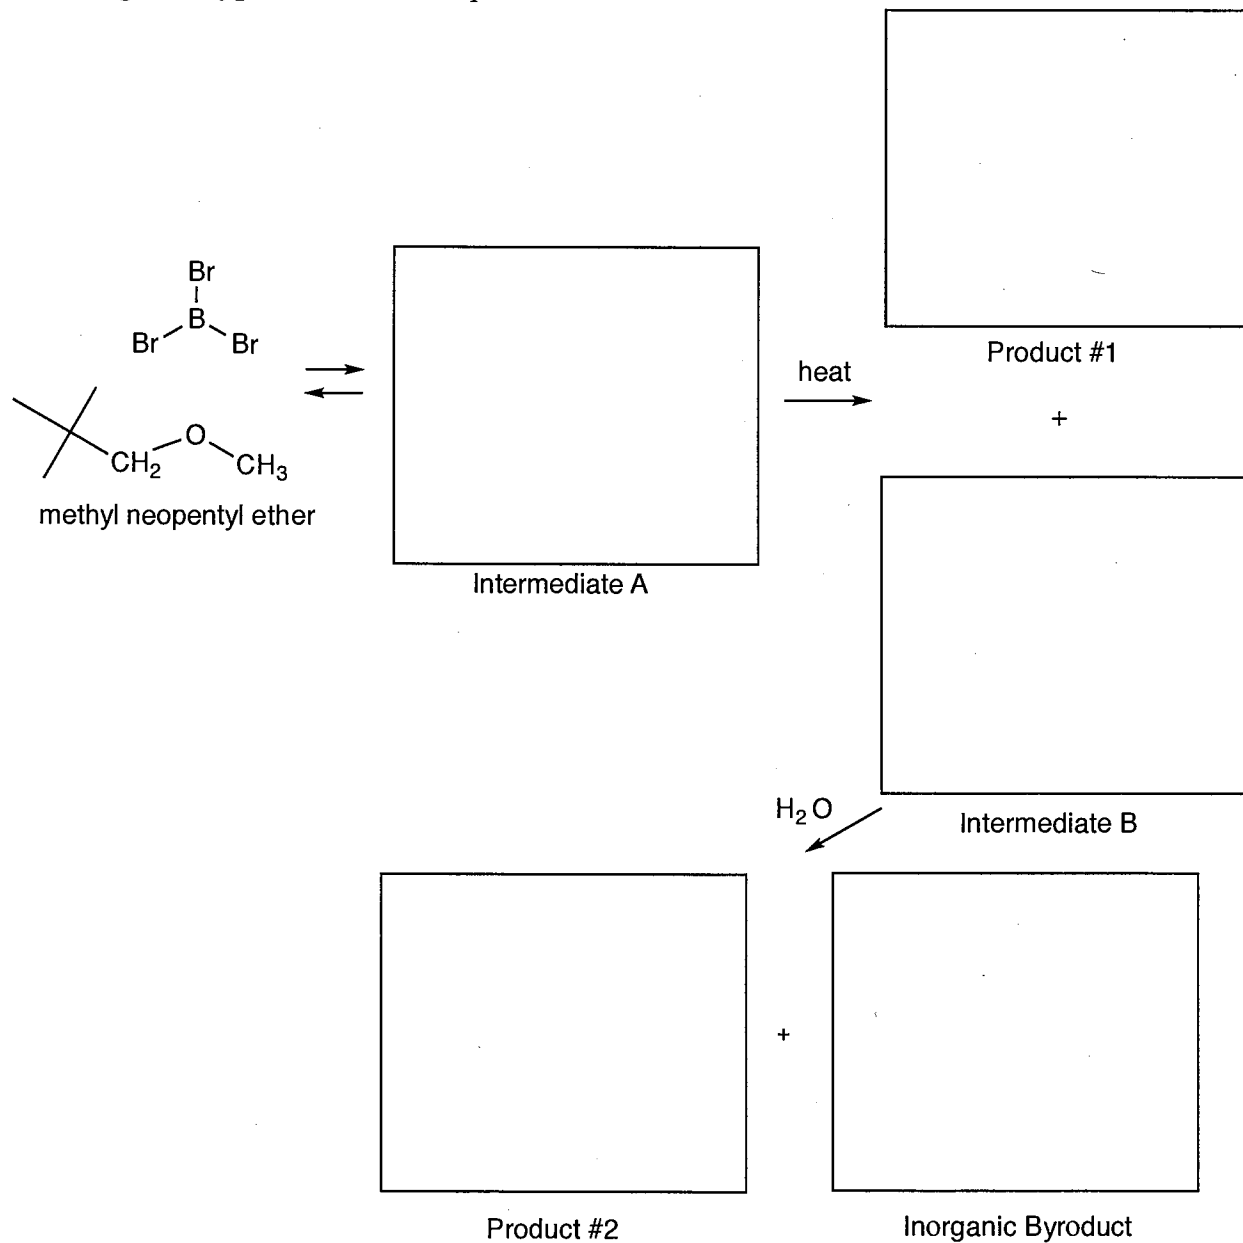 Br
B
Br
Br
O
CH2
CH3
methyl neopentyl ether
Intermediate A
heat
Product #1
+
Intermediate B
H2O
+
Product #2
Inorganic Byroduct